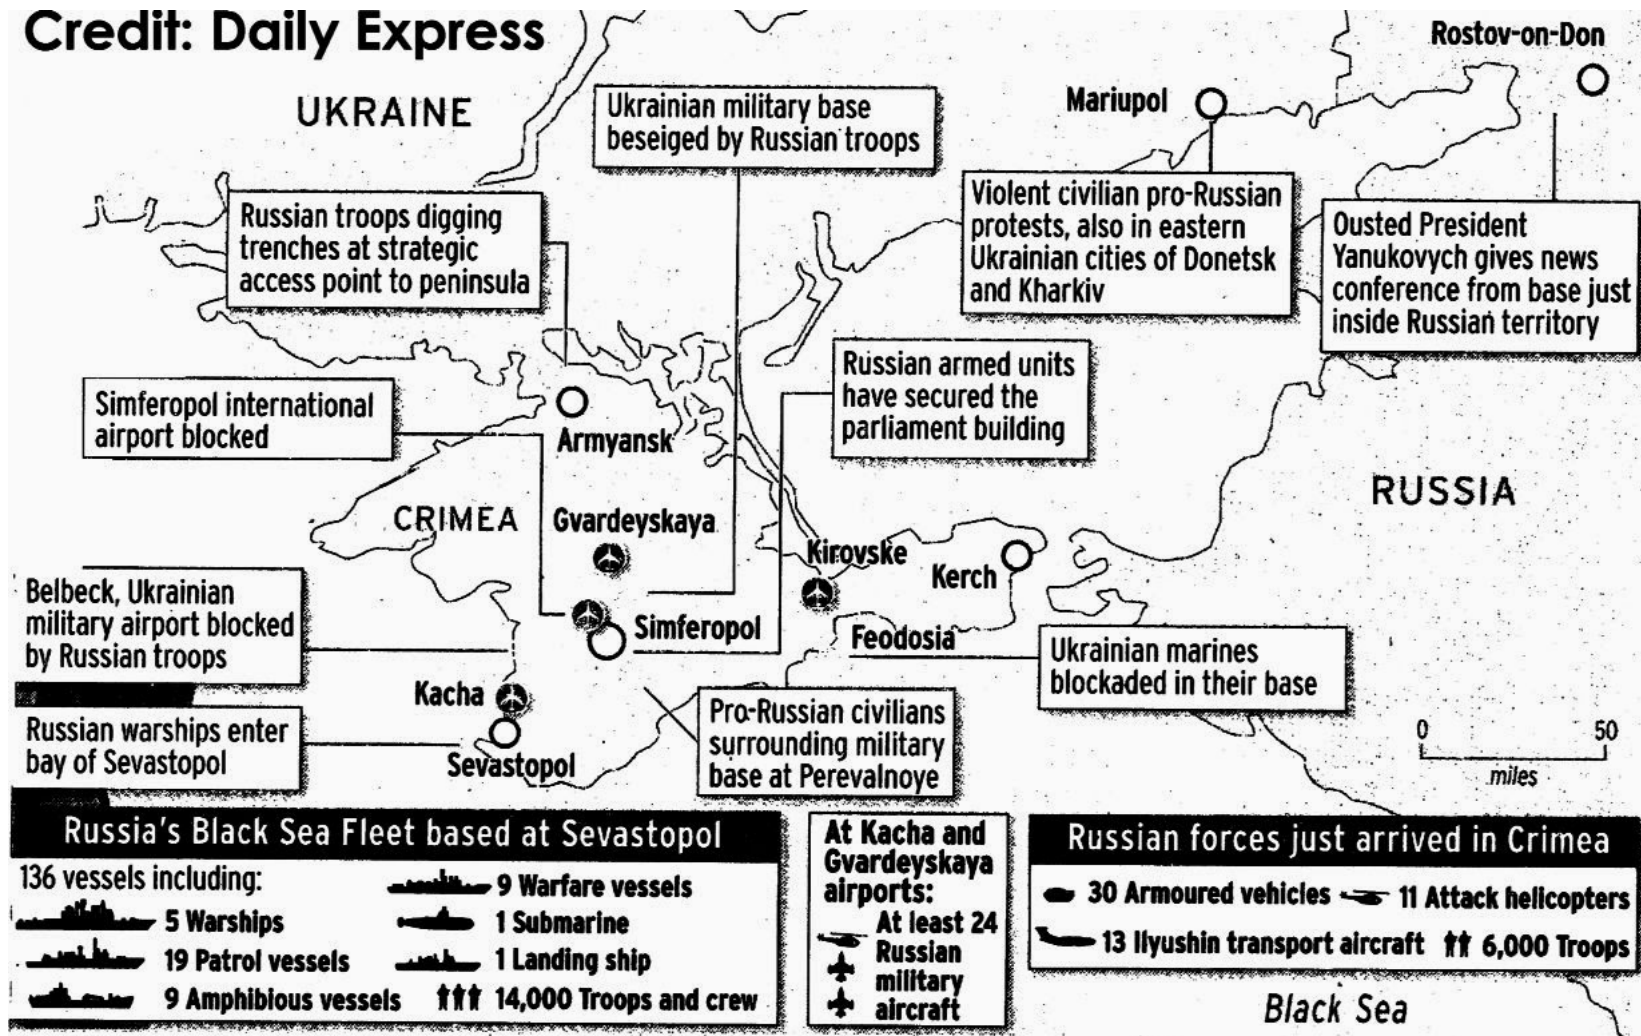 Credit: Daily Express
Rostov-on-Don
UKRAINE
Mariupol
Ukrainian military base
beseiged by Russian troops
Russian troops digging
trenches at strategic
access point to peninsula
Violent civilian pro-Russian
protests, also in eastern
Ukrainian cities of Donetsk
and Kharkiv
Ousted President
Yanukovych gives news
conference from base just
inside Russian territory
Simferopol international
airport blocked
Russian armed units
have secured the
parliament building
Armyansk
RUSSIA
CRIMEA
Gvardeyskaya
Kirovske
Kerch
Belbeck, Ukrainian
military airport blocked
by Russian troops
Simferopol
Feodosia
Ukrainian marines
blockaded in their base
Kacha
Russian warships enter
bay of Sevastopol
Sevastopol
Pro-Russian civilians
surrounding military
base at Perevalnoye
0 50
miles
Russia's Black Sea Fleet based at Sevastopol
136 vessels including:
5 Warships
19 Patrol vessels
9 Amphibious vessels
9 Warfare vessels
1 Submarine
1 Landing ship
14,000 Troops and crew
At Kacha and
Gvardeyskaya
airports:
At least 24
Russian
military
aircraft
Russian forces just arrived in Crimea
30 Armoured vehicles
11 Attack helicopters
13 Ilyushin transport aircraft
6,000 Troops
Black Sea